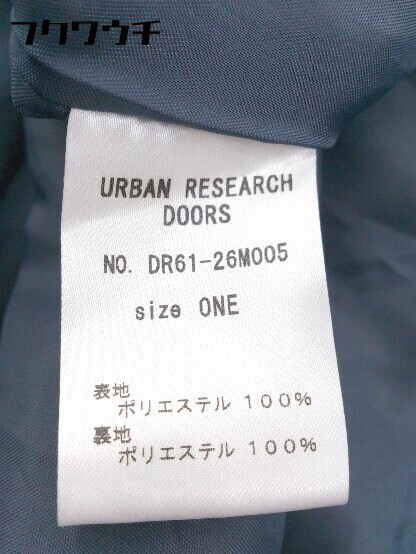 フクワウチ
URBAN RESEARCH
DOORS
NO. DR61-26M005
size ONE
表地
ポリエステル 100%
裏地
ポリエステル 100%